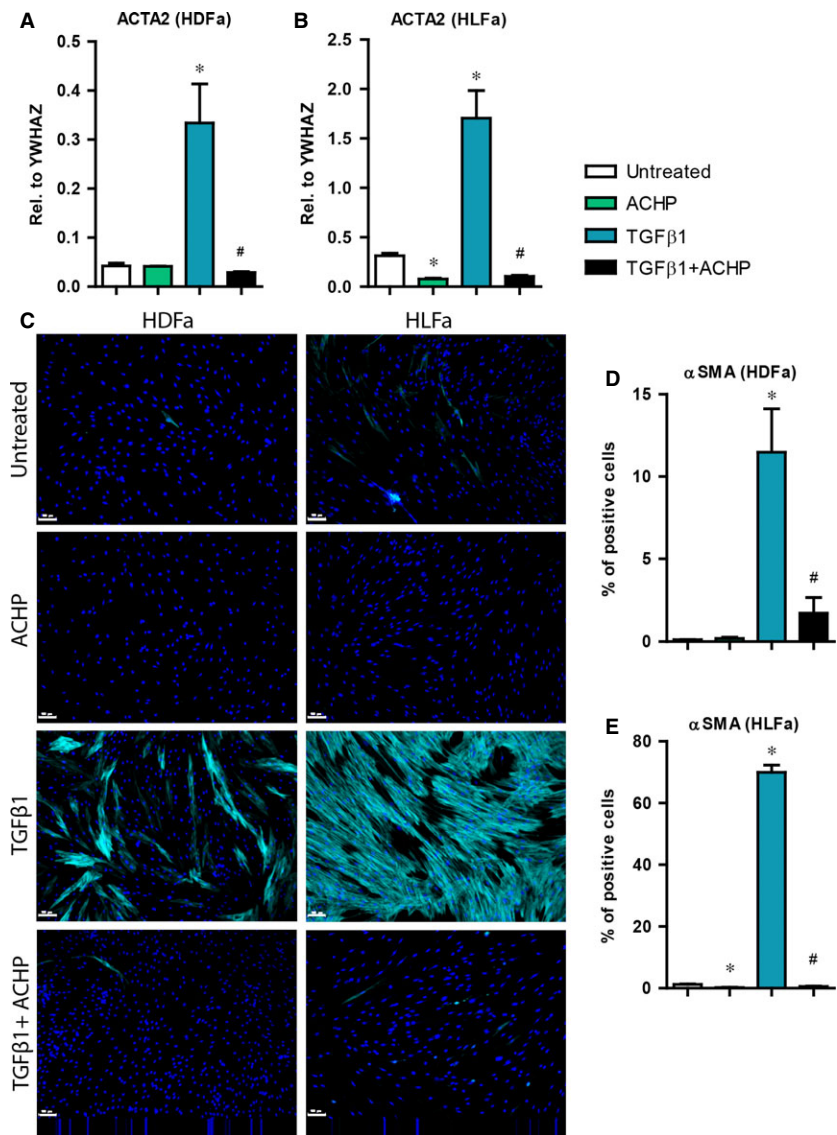 A
ACTA2 (HDFa)
Rel. to YWHAZ
0.5
0.4
0.3
0.2
0.1
0.0
*
#
B
ACTA2 (HLFa)
Rel. to YWHAZ
2.5
2.0
1.5
1.0
0.5
0.0
*
*
#
Untreated
ACHP
TGFβ1
TGFβ1+ACHP
C
HDFa
HLFa
Untreated
ACHP
TGFβ1
TGFβ1+ ACHP
D
αSMA (HDFa)
% of positive cells
15
10
5
0
*
#
E
αSMA (HLFa)
% of positive cells
80
60
40
20
0
*
*
#